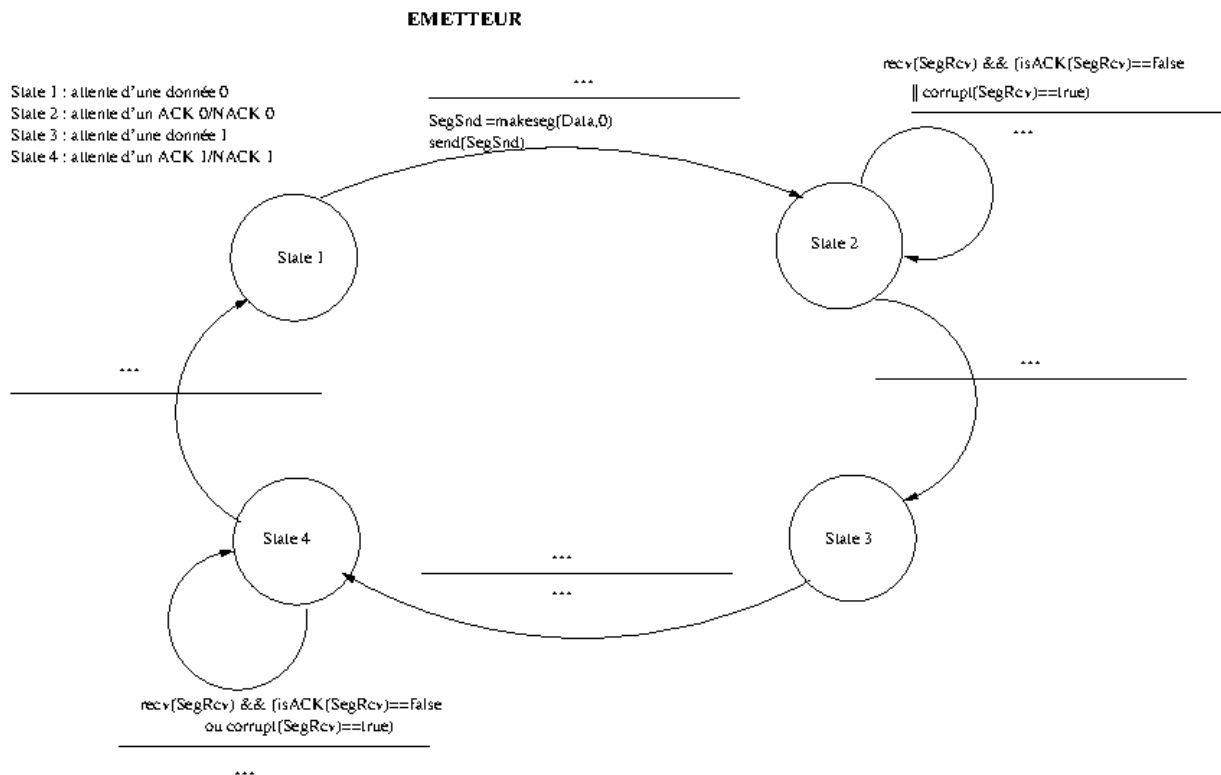 EMETTEUR
State 1 : attente d'une donnée 0
State 2 : attente d'un ACK 0/NACK 0
State 3 : attente d'une donnée 1
State 4 : attente d'un ACK 1/NACK 1
...
SegSnd =makeseg(Data,0)
send(SegSnd)
recv(SegRcv) && (isACK(SegRcv)==False
|| corrupt(SegRcv)==true)
...
State 1
State 2
...
...
State 4
State 3
...
...
recv(SegRcv) && (isACK(SegRcv)==False
ou corrupt(SegRcv)==true)
...